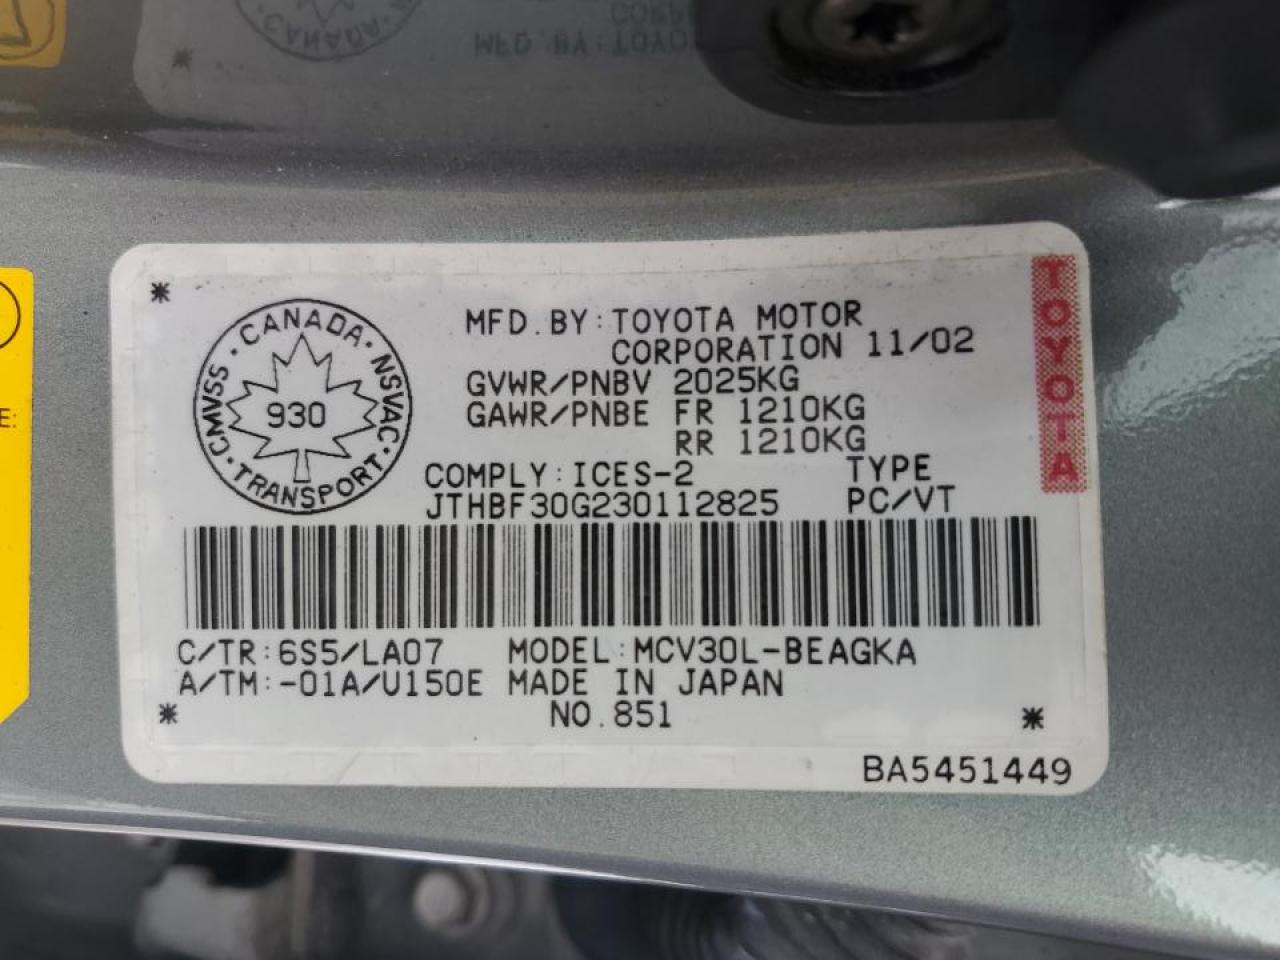 MFD. BY: TOYO
CANADA
E:
*
CMVSS · CANADA · NSVAC · TRANSPORT ·
930
MFD. BY: TOYOTA MOTOR
CORPORATION 11/02
GVWR/PNBV 2025KG
GAWR/PNBE FR 1210KG
RR 1210KG
COMPLY: ICES-2 TYPE
JTHBF30G230112825 PC/VT
TOYOTA
C/TR: 6S5/LA07 MODEL: MCV30L-BEAGKA
A/TM: -01A/U150E MADE IN JAPAN
* NO. 851 *
BA5451449